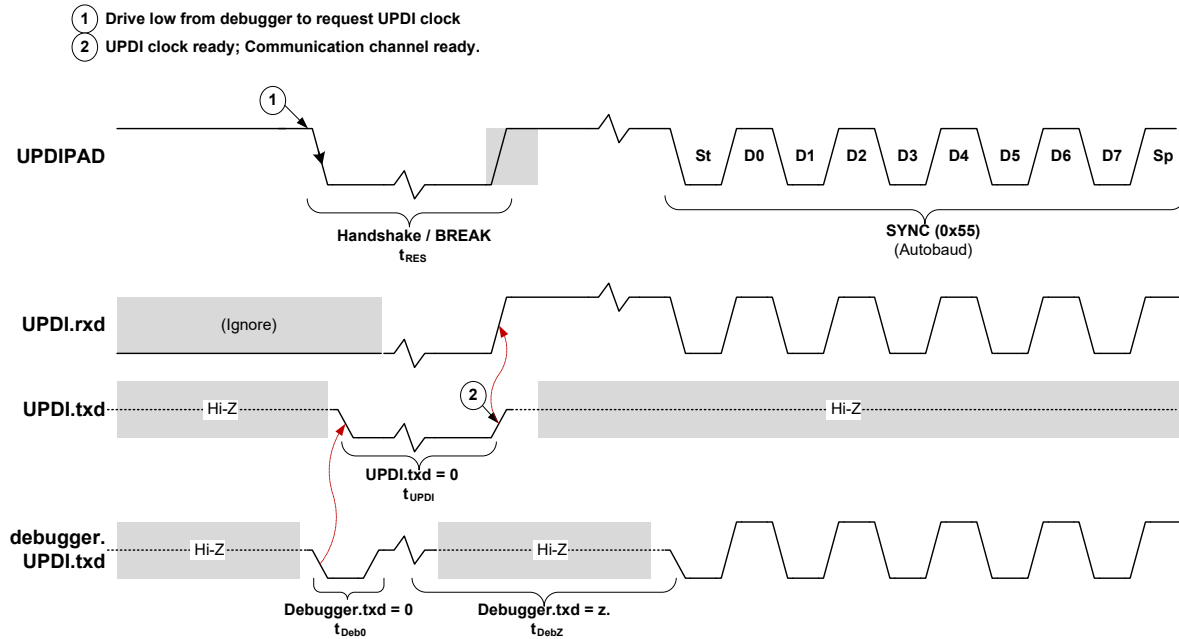 1 Drive low from debugger to request UPDI clock
2 UPDI clock ready; Communication channel ready.
1
UPDIPAD
St D0 D1 D2 D3 D4 D5 D6 D7 Sp
Handshake / BREAK
tRES
SYNC (0x55)
(Autobaud)
UPDI.rxd
(Ignore)
UPDI.txd
Hi-Z
2
Hi-Z
UPDI.txd = 0
tUPDI
debugger.
UPDI.txd
Hi-Z
Hi-Z
Debugger.txd = 0
tDeb0
Debugger.txd = z.
tDebZ